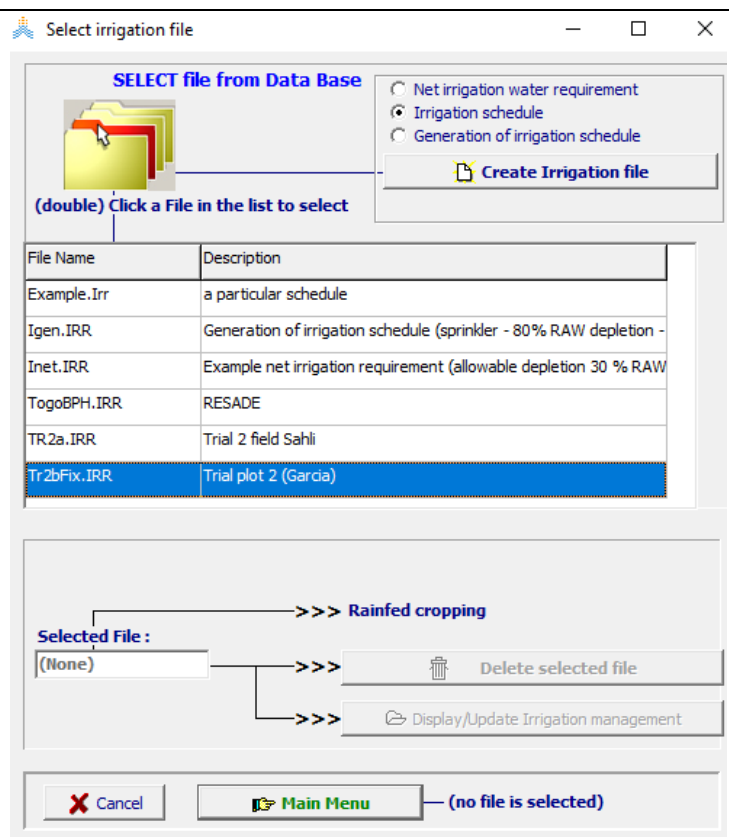 Select irrigation file
SELECT file from Data Base
Net irrigation water requirement
Irrigation schedule
Generation of irrigation schedule
Create Irrigation file
(double) Click a File in the list to select
File Name Description
Example.Irr a particular schedule
Igen.IRR Generation of irrigation schedule (sprinkler - 80% RAW depletion -
Inet.IRR Example net irrigation requirement (allowable depletion 30 % RAW
TogoBPH.IRR RESADE
TR2a.IRR Trial 2 field Sahli
Tr2bFix.IRR Trial plot 2 (Garcia)
>>> Rainfed cropping
Selected File :
(None) >>> Delete selected file
>>> Display/Update Irrigation management
Cancel Main Menu (no file is selected)